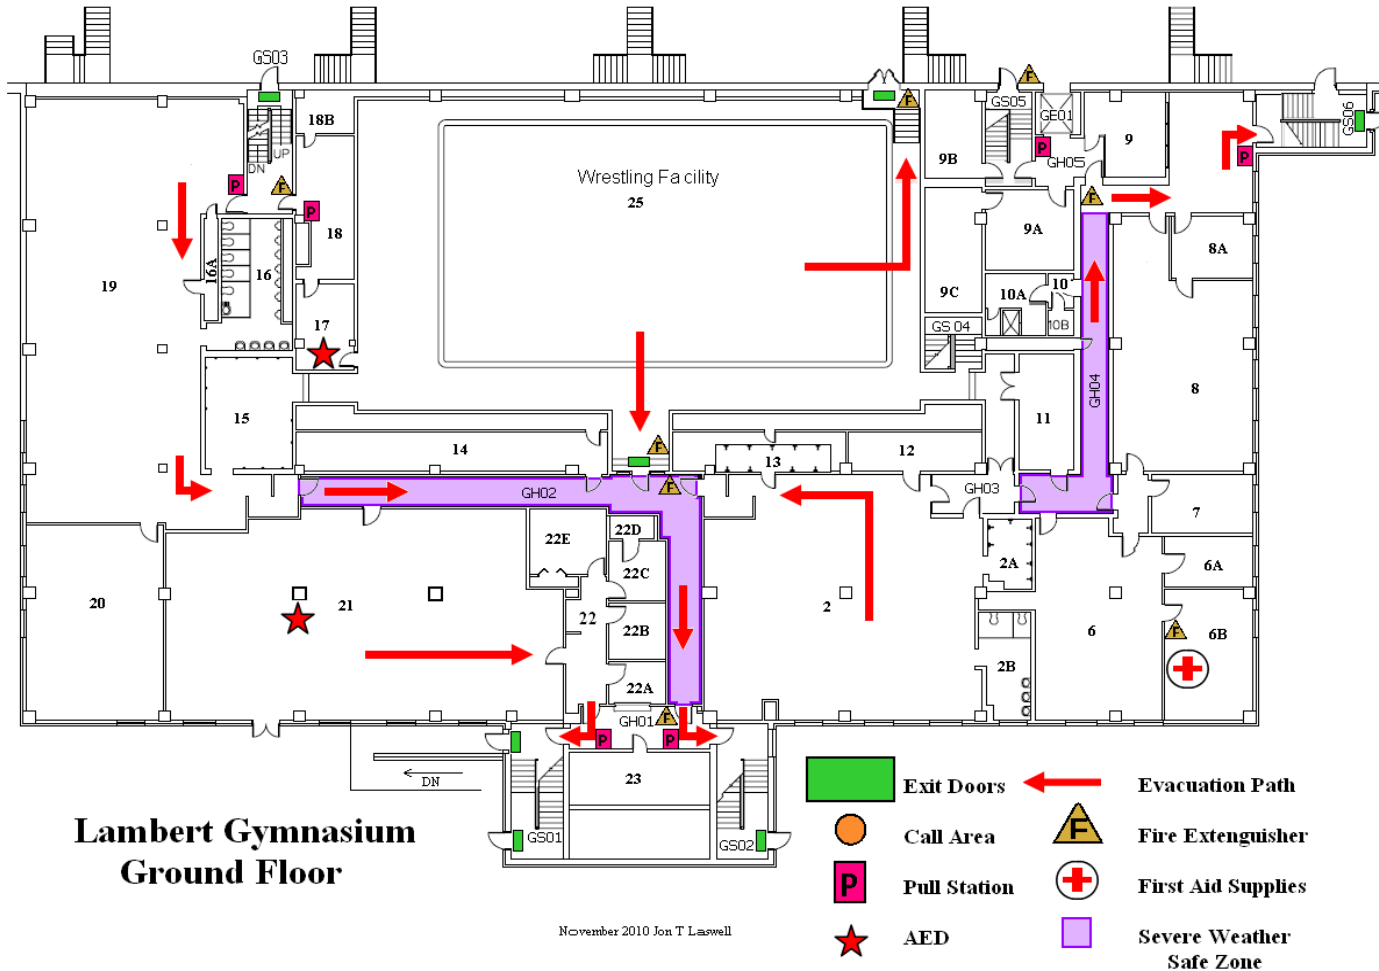 GS03
GS05
GE01
GS06
18B
UP
DN
P
F
P
P
F
F
9B
GH05
9
P
Wrestling Facility
25
F
18
16A
16
19
9A
8A
9C
10A
10
10B
GS 04
17
GH04
8
15
11
14
F
13
12
GH02
F
GH03
7
22E
22D
22C
2A
6A
20
21
22
22B
2
6
F
6B
22A
2B
GH01
F
P
P
23
DN
GS01
GS02
Lambert Gymnasium
Ground Floor
November 2010 Jon T Laswell
Exit Doors
Evacuation Path
Call Area
F
Fire Extinguisher
P
Pull Station
First Aid Supplies
AED
Severe Weather
Safe Zone